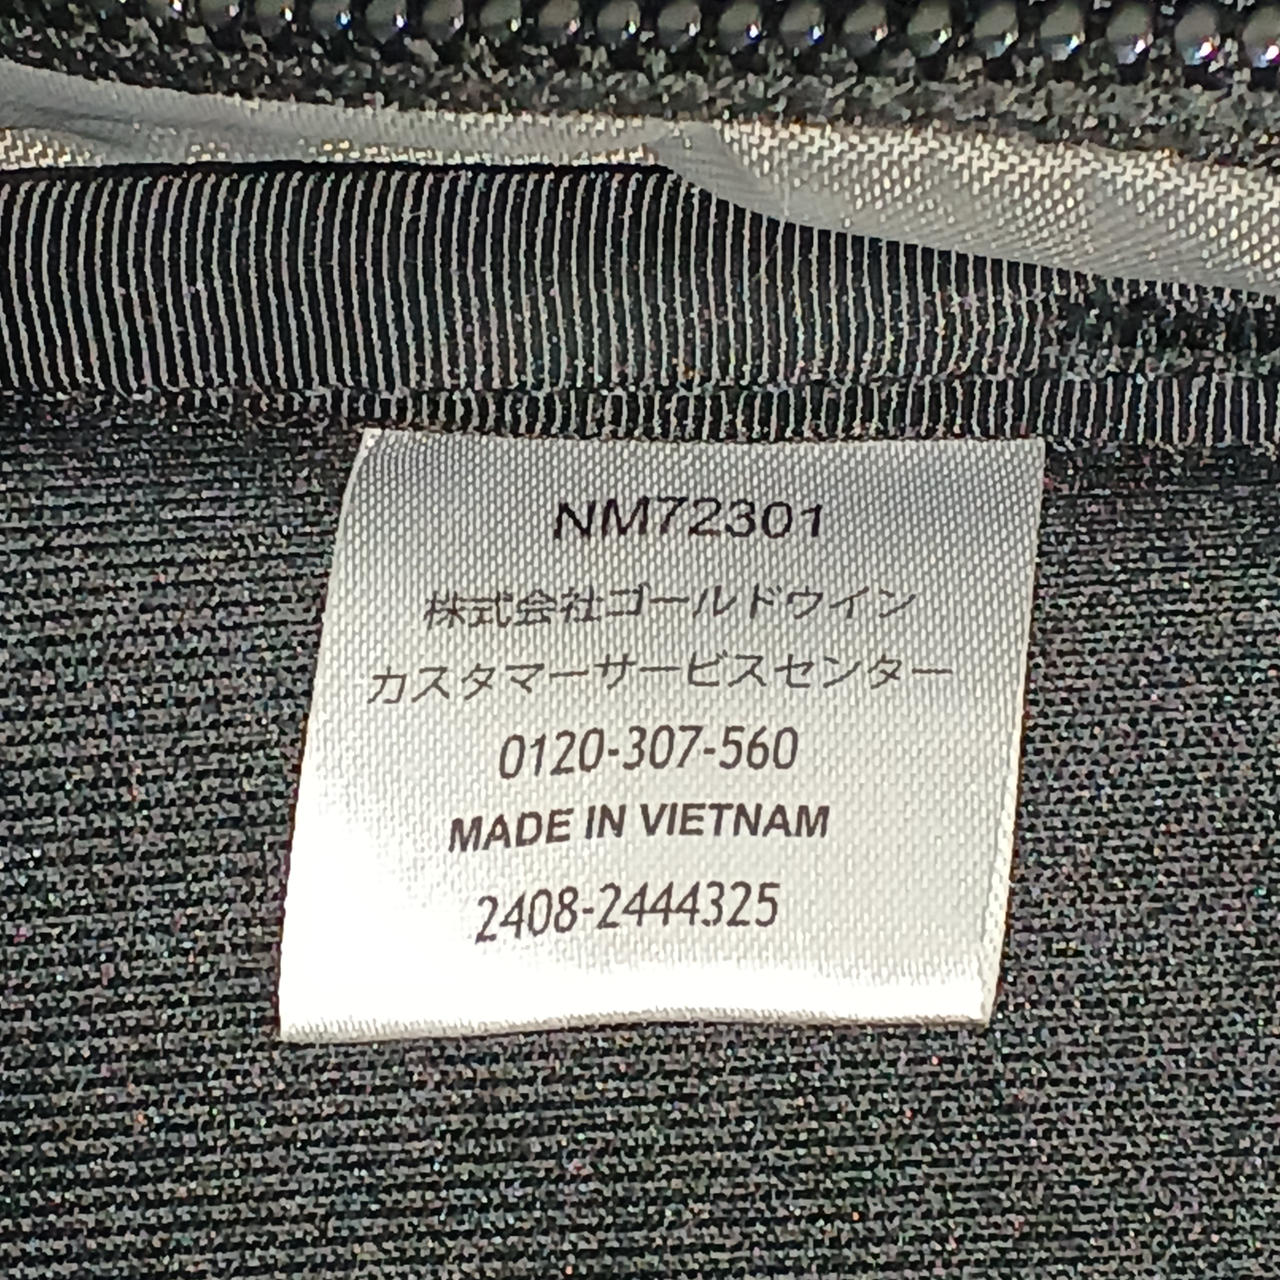 NM72301
株式会社ゴールドウイン
カスタマーサービスセンター
0120-307-560
MADE IN VIETNAM
2408-2444325